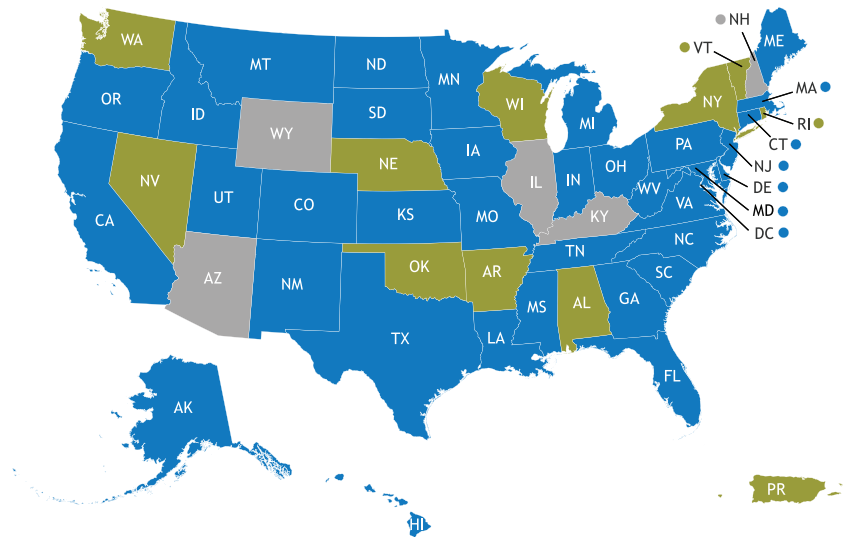 NH
WA
ME
VT
MT
ND
MN
OR
MA
ID
SD
WI
NY
MI
RI
WY
PA
CT
IA
NE
OH
NJ
NV
IL
IN
DE
UT
WV
CO
VA
MD
CA
KS
MO
KY
DC
NC
TN
OK
AR
SC
AZ
NM
MS
AL
GA
TX
LA
FL
AK
PR
HI